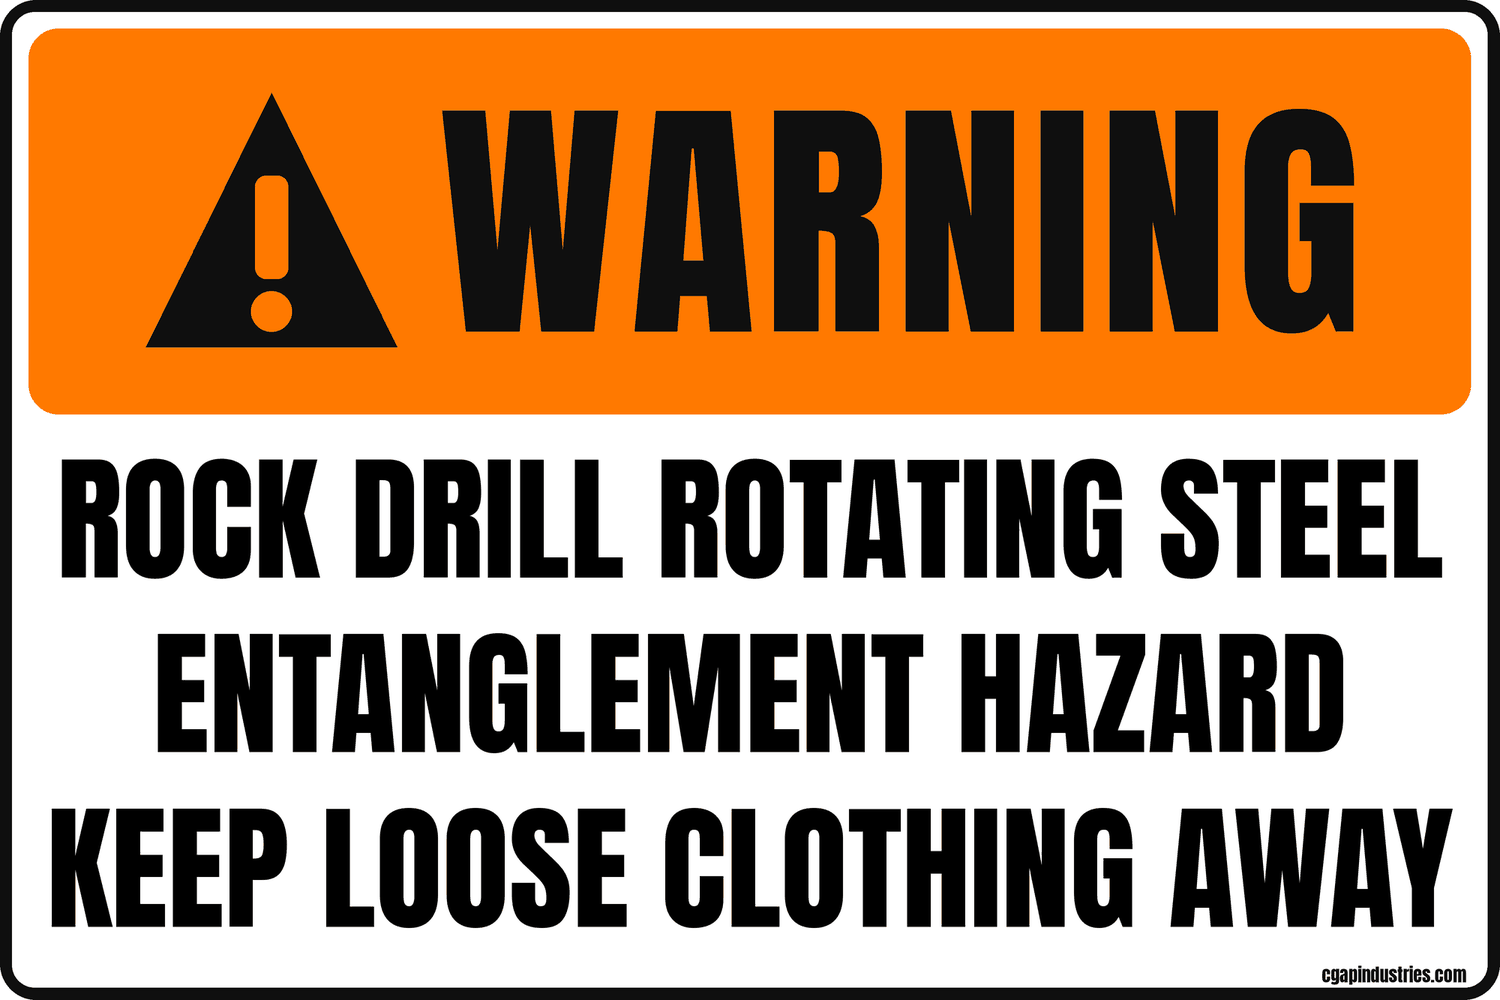 WARNING
ROCK DRILL ROTATING STEEL
ENTANGLEMENT HAZARD
KEEP LOOSE CLOTHING AWAY
cgapindustries.com